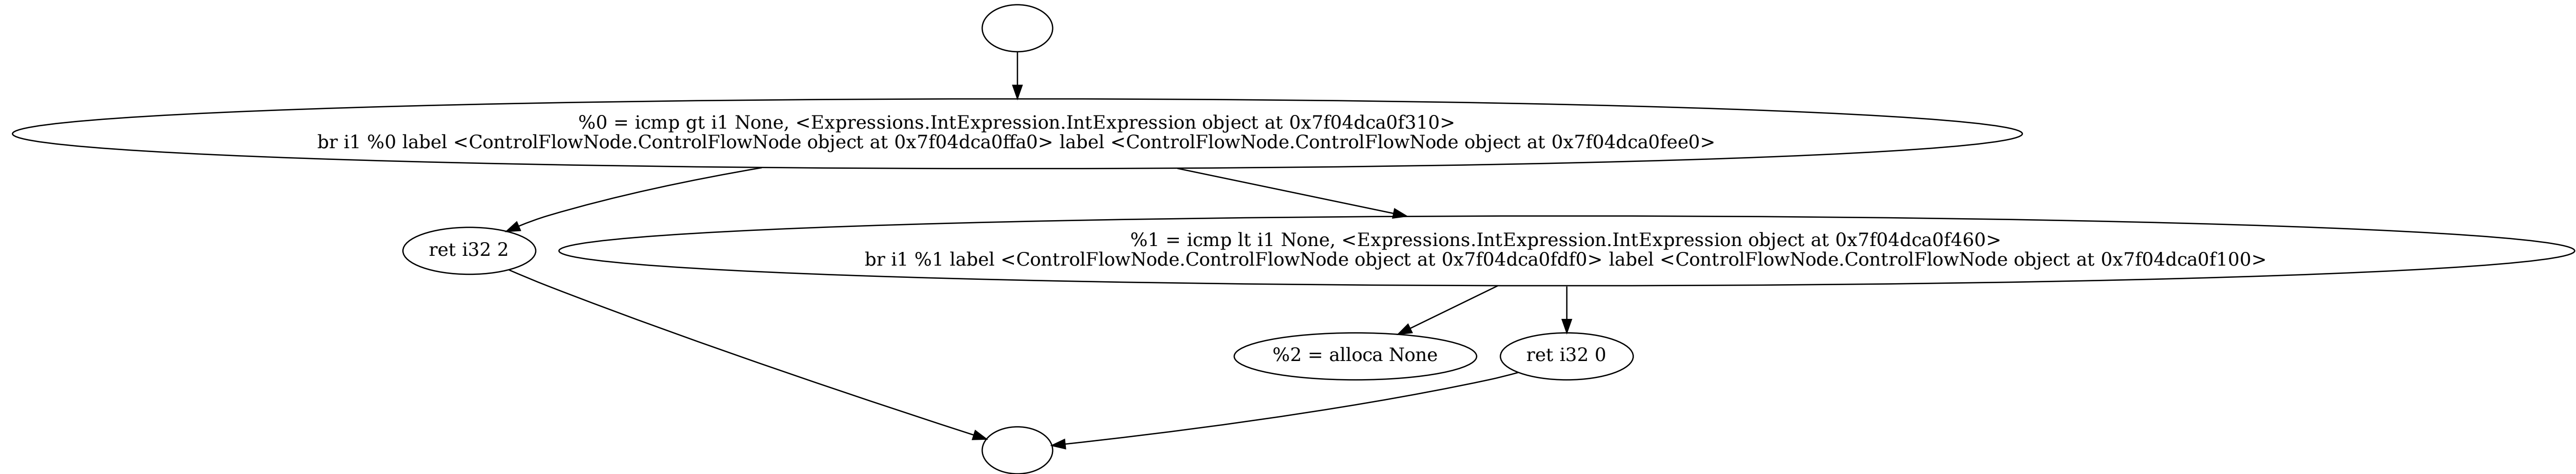 %0 = icmp gt i1 None, <Expressions.IntExpression.IntExpression object at 0x7f04dca0f310>
br i1 %0 label <ControlFlowNode.ControlFlowNode object at 0x7f04dca0ffa0> label <ControlFlowNode.ControlFlowNode object at 0x7f04dca0fee0>
ret i32 2
%1 = icmp lt i1 None, <Expressions.IntExpression.IntExpression object at 0x7f04dca0f460>
br i1 %1 label <ControlFlowNode.ControlFlowNode object at 0x7f04dca0fdf0> label <ControlFlowNode.ControlFlowNode object at 0x7f04dca0f100>
%2 = alloca None
ret i32 0